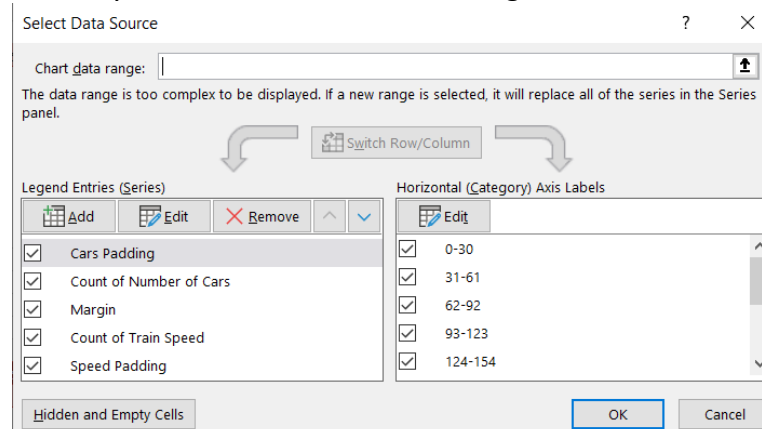 Select Data Source ? ×
Chart data range:
The data range is too complex to be displayed. If a new range is selected, it will replace all of the series in the Series
panel.
Switch Row/Column
Legend Entries (Series) Horizontal (Category) Axis Labels
Add Edit Remove Edit
Cars Padding 0-30
Count of Number of Cars 31-61
Margin 62-92
Count of Train Speed 93-123
Speed Padding 124-154
Hidden and Empty Cells OK Cancel